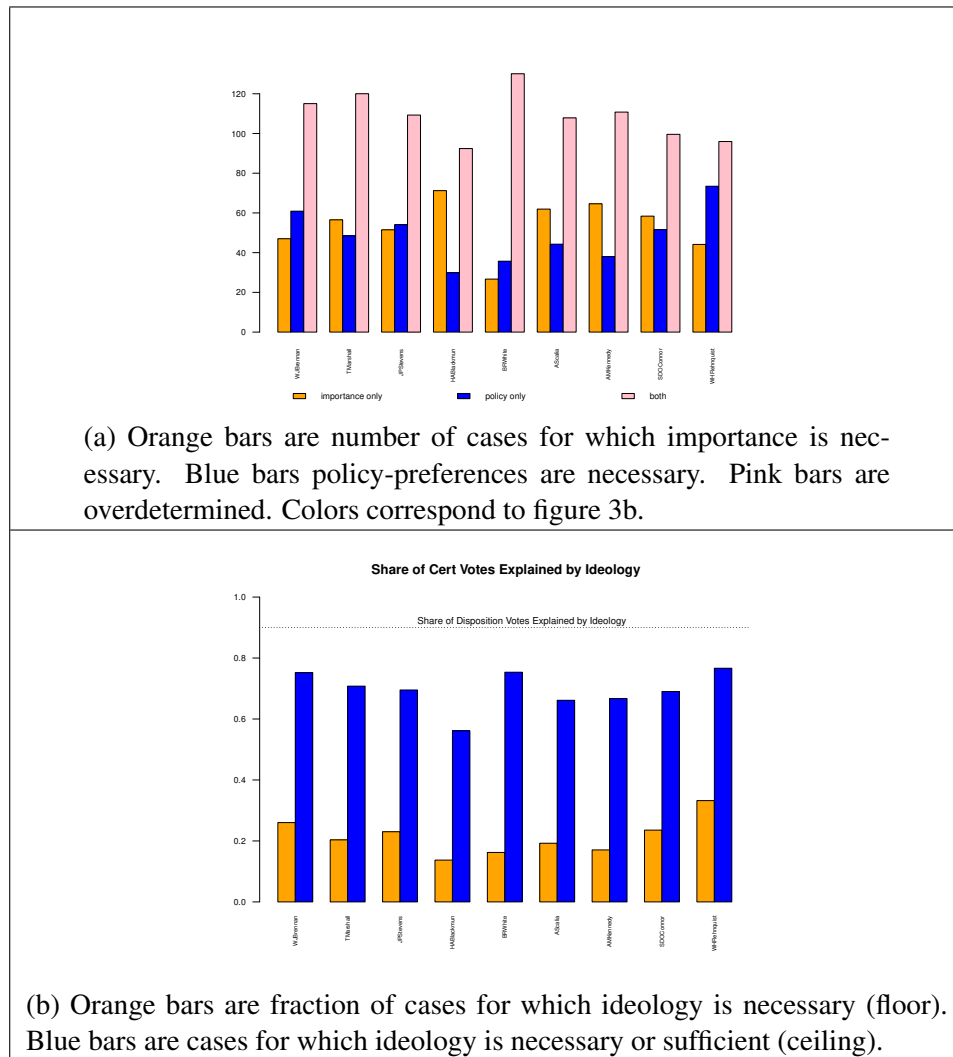 120
100
80
60
40
20
0
WJBrennan
TMarshall
JPStevens
HABlackmun
BRWhite
AScalia
AMKennedy
SDOConnor
WHRehnquist
importance only
policy only
both
(a) Orange bars are number of cases for which importance is nec-
essary. Blue bars policy-preferences are necessary. Pink bars are
overdetermined. Colors correspond to figure 3b.
Share of Cert Votes Explained by Ideology
1.0
Share of Disposition Votes Explained by Ideology
0.8
0.6
0.4
0.2
0.0
WJBrennan
TMarshall
JPStevens
HABlackmun
BRWhite
AScalia
AMKennedy
SDOConnor
WHRehnquist
(b) Orange bars are fraction of cases for which ideology is necessary (floor).
Blue bars are cases for which ideology is necessary or sufficient (ceiling).